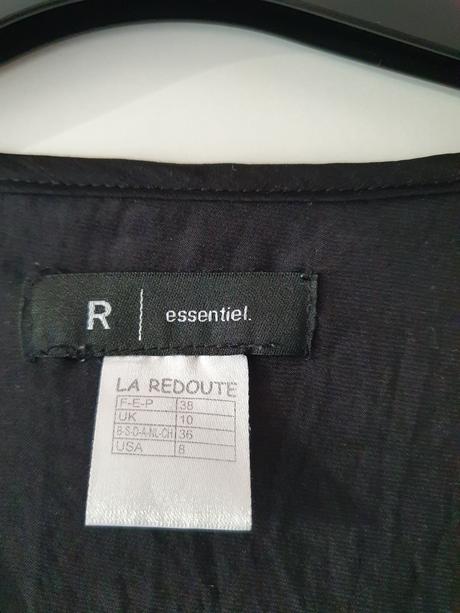 R | essentiel.
LA REDOUTE
F-E-P 38
UK 10
B-S-D-A-NL-CH 36
USA 8